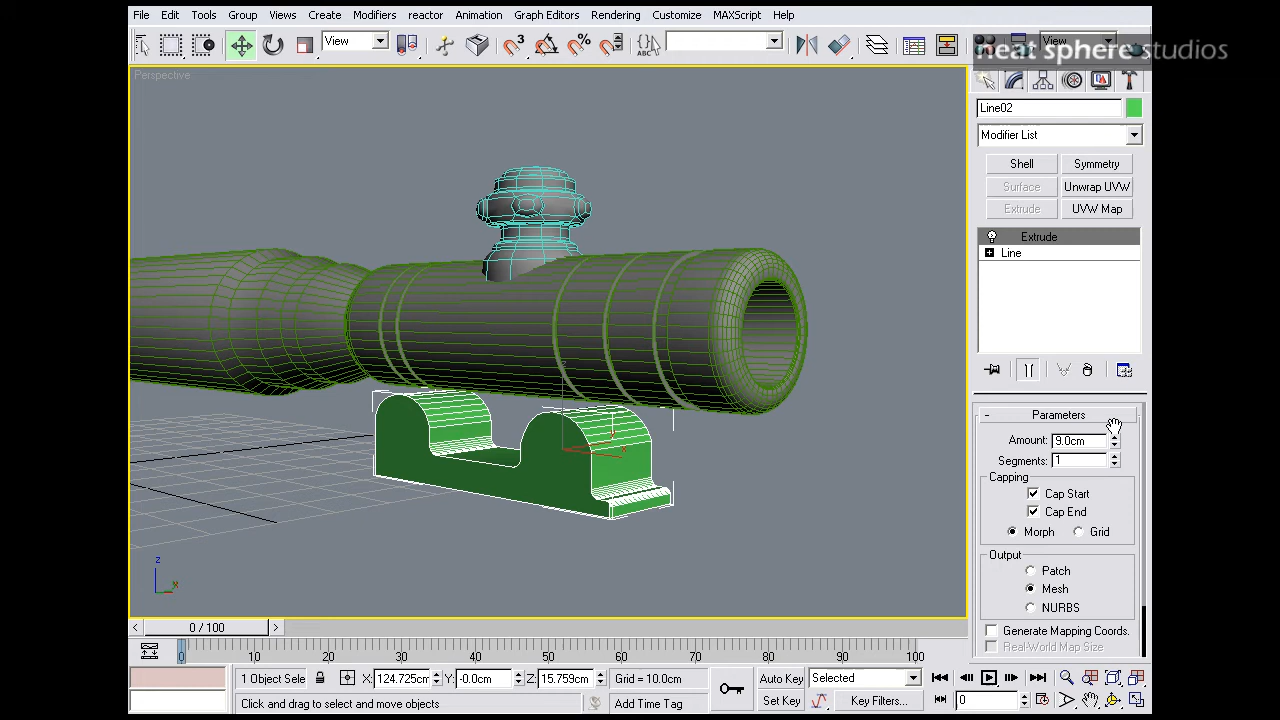 File Edit Tools Group Views Create Modifiers reactor Animation Graph Editors Rendering Customize MAXScript Help
View
3
%
{} ABC
View
neat sphere studios
Perspective
Line02
Modifier List
Shell Symmetry
Surface Unwrap UVW
Extrude UVW Map
Extrude
Line
- Parameters
Amount: 9.0cm
Segments: 1
Capping
Cap Start
Cap End
Morph Grid
Output
Patch
Mesh
NURBS
Generate Mapping Coords.
Real-World Map Size
z
x
x
< 0 / 100 >
0 10 20 30 40 50 60 70 80 90 100
1 Object Sele X: 124.725cm Y: -0.0cm Z: 15.759cm Grid = 10.0cm Auto Key Selected
Click and drag to select and move objects Add Time Tag Set Key Key Filters... 0